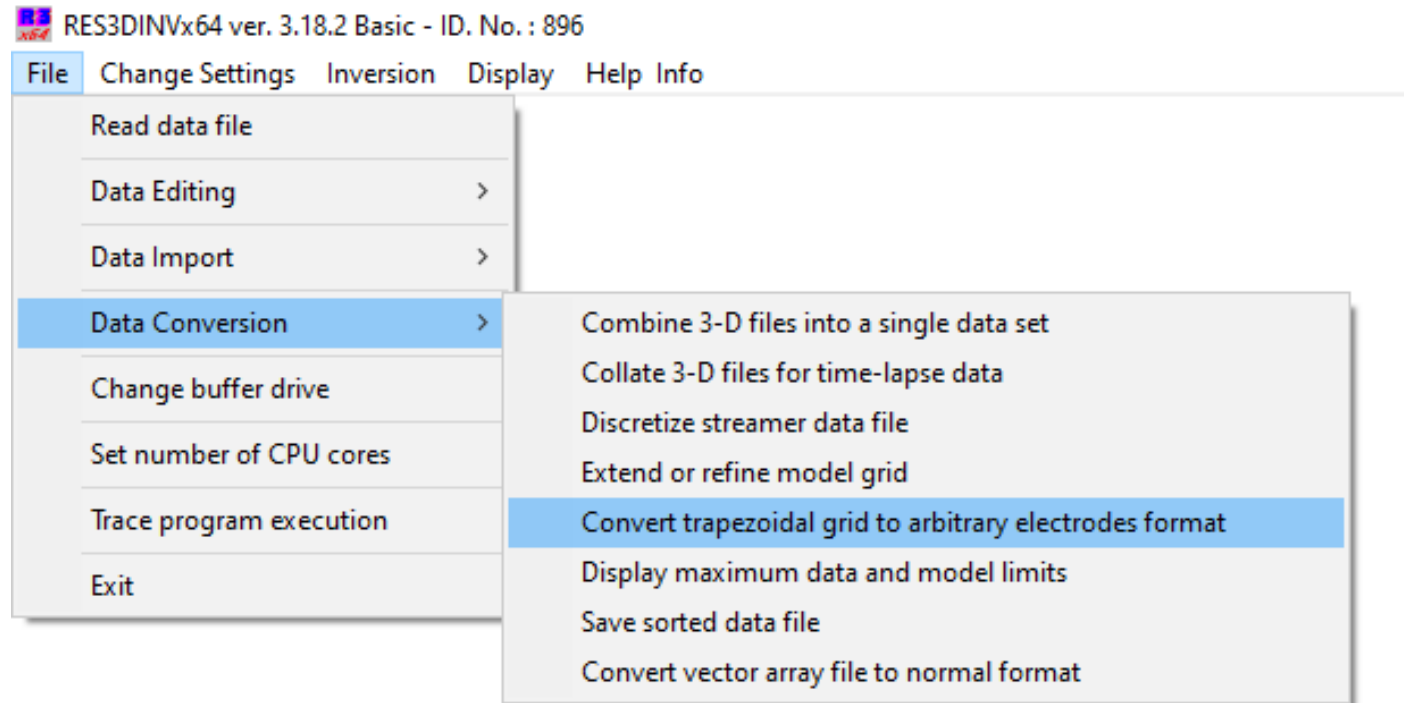 R3 x64 RES3DINVx64 ver. 3.18.2 Basic - ID. No. : 896
File Change Settings Inversion Display Help Info
Read data file
Data Editing
Data Import
Data Conversion
Change buffer drive
Set number of CPU cores
Trace program execution
Exit
Combine 3-D files into a single data set
Collate 3-D files for time-lapse data
Discretize streamer data file
Extend or refine model grid
Convert trapezoidal grid to arbitrary electrodes format
Display maximum data and model limits
Save sorted data file
Convert vector array file to normal format